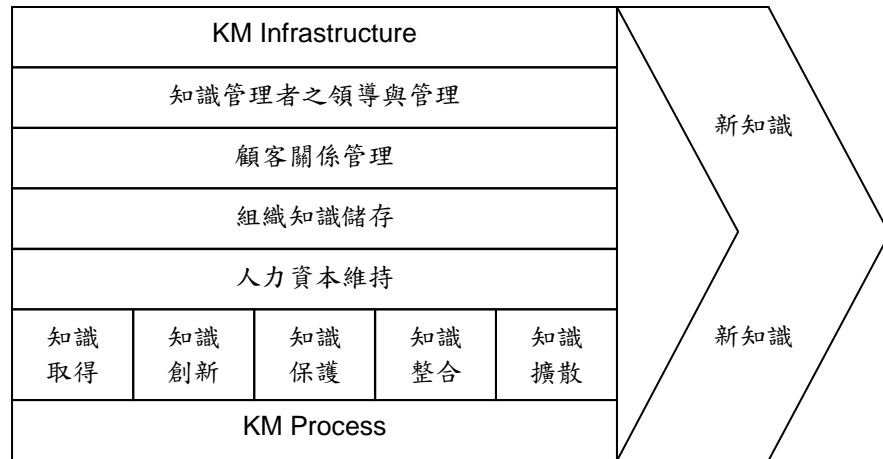 KM Infrastructure
知識管理者之領導與管理
新知識
顧客關係管理
組織知識儲存
人力資本維持
知識
取得
知識
創新
知識
保護
知識
整合
知識
擴散
新知識
KM Process